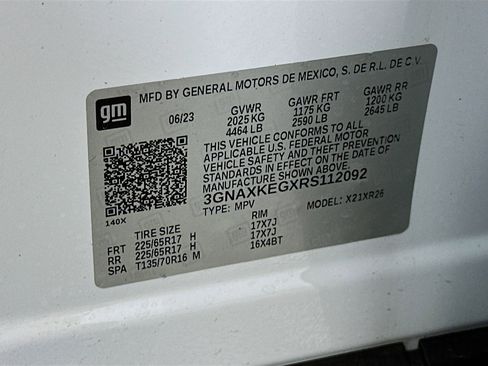 gm
MFD BY GENERAL MOTORS DE MEXICO, S. DE R.L. DE C.V.
06/23 GVWR GAWR FRT GAWR RR
2025 KG 1175 KG 1200 KG
4464 LB 2590 LB 2645 LB
THIS VEHICLE CONFORMS TO ALL
APPLICABLE U.S. FEDERAL MOTOR
VEHICLE SAFETY AND THEFT PREVENTION
STANDARDS IN EFFECT ON THE DATE OF
MANUFACTURE SHOWN ABOVE.
3GNAXKEGXRS112092
TYPE: MPV MODEL: X21XR26
140X
TIRE SIZE RIM
FRT 225/65R17 H 17X7J
RR 225/65R17 H 17X7J
SPA T135/70R16 M 16X4BT